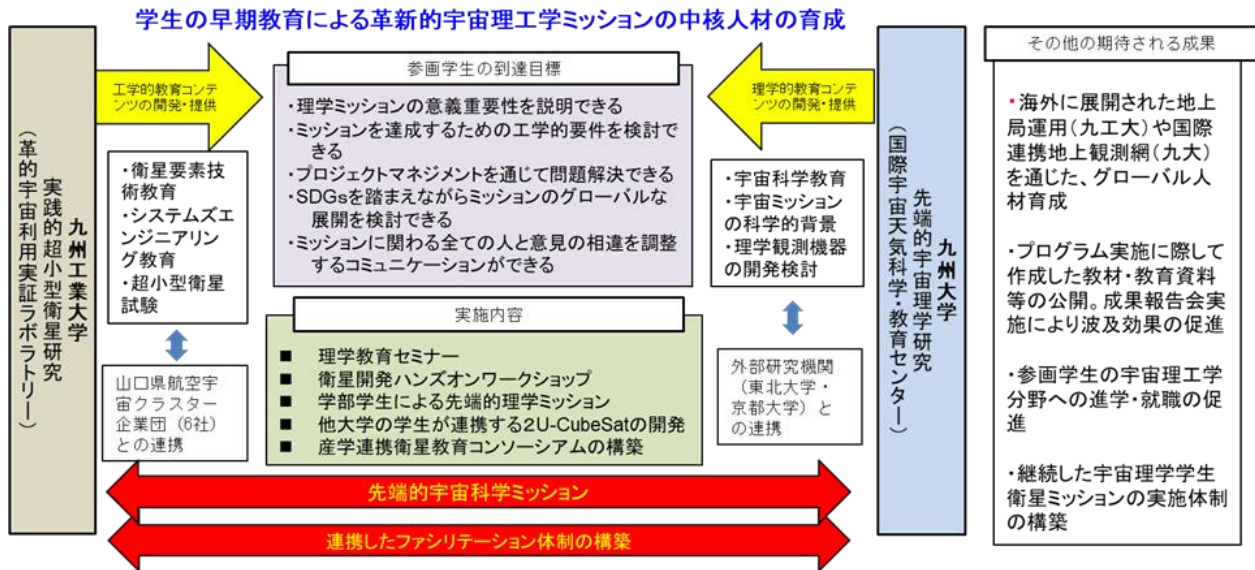 学生の早期教育による革新的宇宙理工学ミッションの中核人材の育成
九州工業大学
実践的超小型衛星研究
(革的宇宙利用実証ラボラトリー)
工学的教育コンテ
ンツの開発・提供
・衛星要素技
術教育
・システムズエ
ンジニアリン
グ教育
・超小型衛星
試験
山口県航空宇
宙クラスター
企業団（6社）
との連携
参画学生の到達目標
・理学ミッションの意義重要性を説明できる
・ミッションを達成するための工学的要件を検討で
きる
・プロジェクトマネジメントを通じて問題解決できる
・SDGsを踏まえながらミッションのグローバルな
展開を検討できる
・ミッションに関わる全ての人と意見の相違を調整
するコミュニケーションができる
実施内容
■ 理学教育セミナー
■ 衛星開発ハンズオンワークショップ
■ 学部学生による先端的理学ミッション
■ 他大学の学生が連携する2U-CubeSatの開発
■ 産学連携衛星教育コンソーシアムの構築
理学的教育コンテ
ンツの開発・提供
・宇宙科学教育
・宇宙ミッション
の科学的背景
・理学観測機器
の開発検討
外部研究機関
（東北大学・
京都大学）と
の連携
九州大学
先端的宇宙理学研究
(国際宇宙天気科学・教育センター)
先端的宇宙科学ミッション
連携したファシリテーション体制の構築
その他の期待される成果
・海外に展開された地上
局運用(九工大)や国際
連携地上観測網(九大)
を通じた、グローバル人
材育成
・プログラム実施に際して
作成した教材・教育資料
等の公開。成果報告会実
施により波及効果の促進
・参画学生の宇宙理工学
分野への進学・就職の促
進
・継続した宇宙理学学生
衛星ミッションの実施体制
の構築